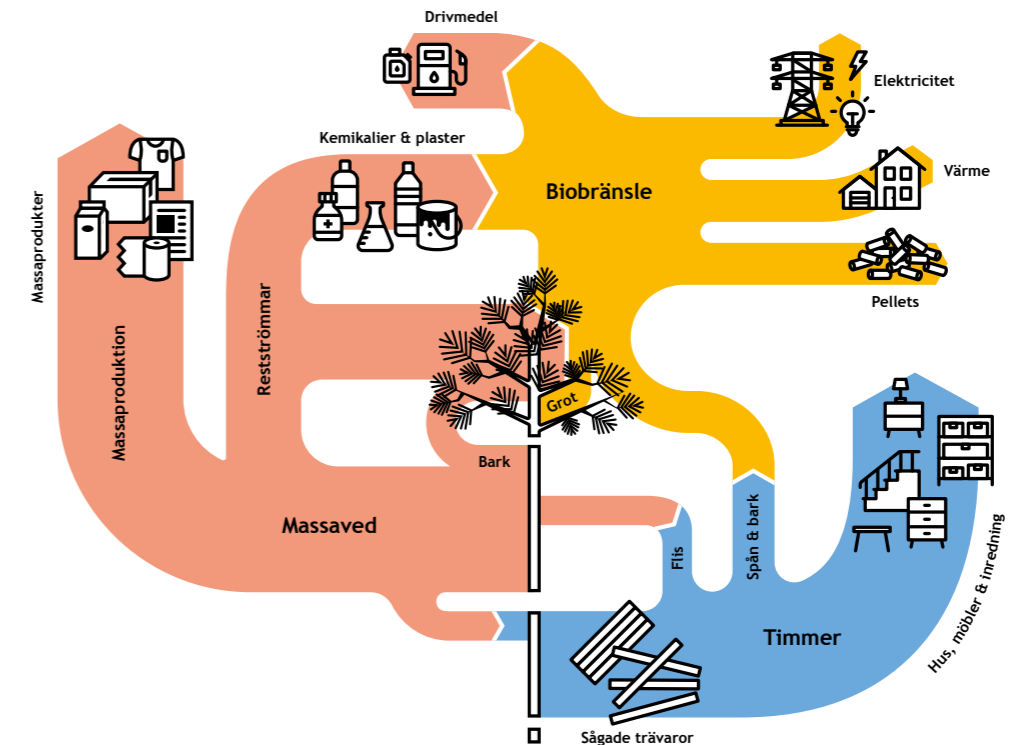 Drivmedel
Elektricitet
Kemikalier & plaster
Värme
Biobränsle
Massaprodukter
Pellets
Restströmmar
Massaproduktion
Grot
Bark
Massaved
Flis
Spån & bark
Hus, möbler & inredning
Timmer
Sågade trävaror